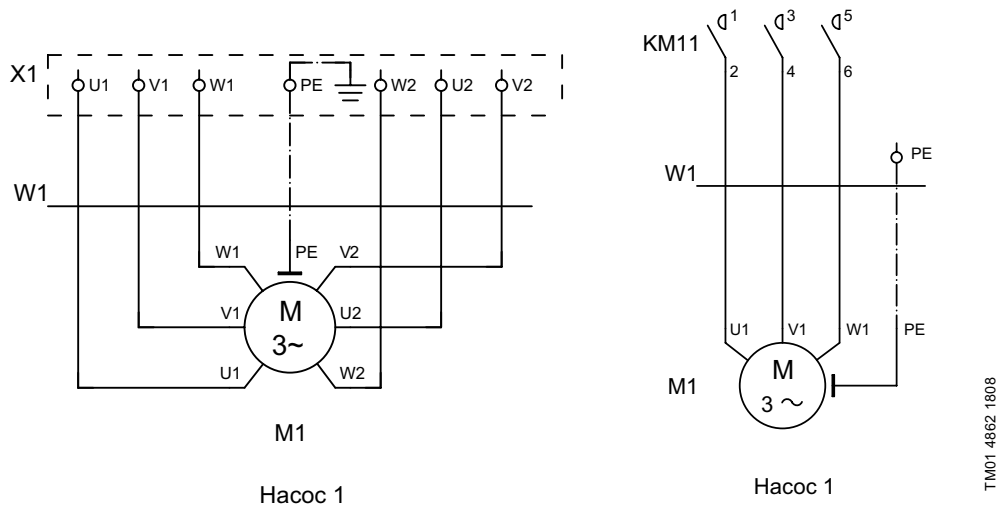 X1
U1 V1 W1 PE W2 U2 V2
W1
W1 PE V2
V1 M U2
3~
U1 W2
M1
Насос 1
KM11
1 3 5
2 4 6
PE
W1
U1 V1 W1 PE
M1
M
3 ~
Насос 1
TM01 4862 1808